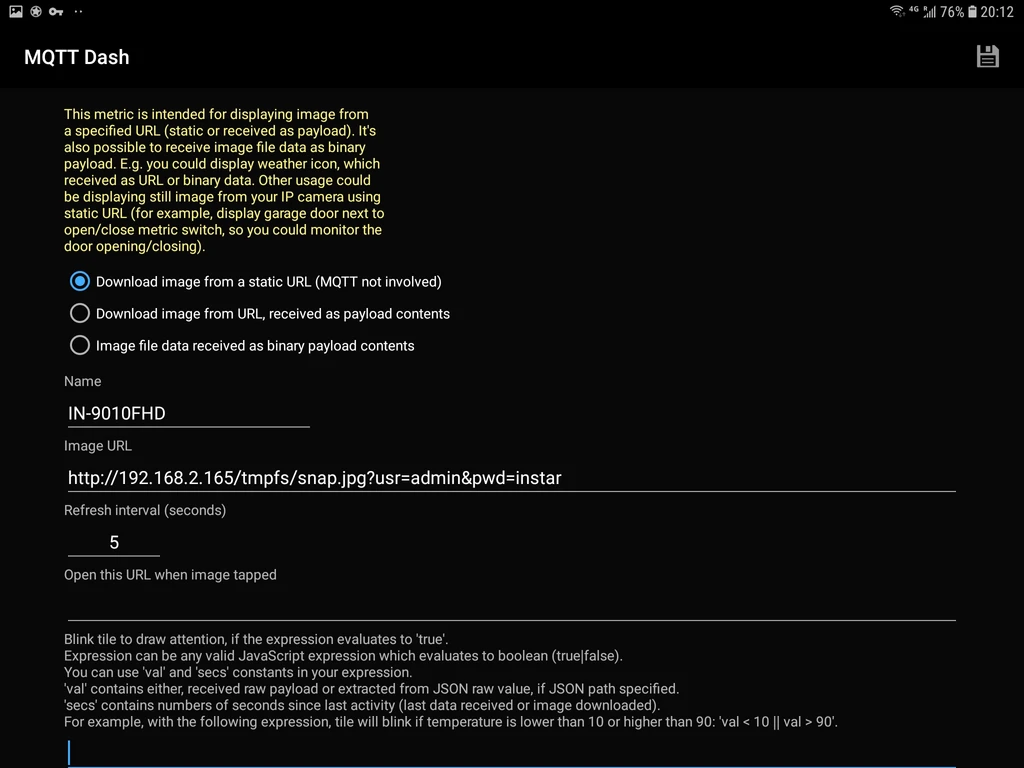 4G R 76% 20:12
MQTT Dash
This metric is intended for displaying image from
a specified URL (static or received as payload). It's
also possible to receive image file data as binary
payload. E.g. you could display weather icon, which
received as URL or binary data. Other usage could
be displaying still image from your IP camera using
static URL (for example, display garage door next to
open/close metric switch, so you could monitor the
door opening/closing).
Download image from a static URL (MQTT not involved)
Download image from URL, received as payload contents
Image file data received as binary payload contents
Name
IN-9010FHD
Image URL
http://192.168.2.165/tmpfs/snap.jpg?usr=admin&pwd=instar
Refresh interval (seconds)
5
Open this URL when image tapped
Blink tile to draw attention, if the expression evaluates to 'true'.
Expression can be any valid JavaScript expression which evaluates to boolean (true|false).
You can use 'val' and 'secs' constants in your expression.
'val' contains either, received raw payload or extracted from JSON raw value, if JSON path specified.
'secs' contains numbers of seconds since last activity (last data received or image downloaded).
For example, with the following expression, tile will blink if temperature is lower than 10 or higher than 90: 'val < 10 || val > 90'.